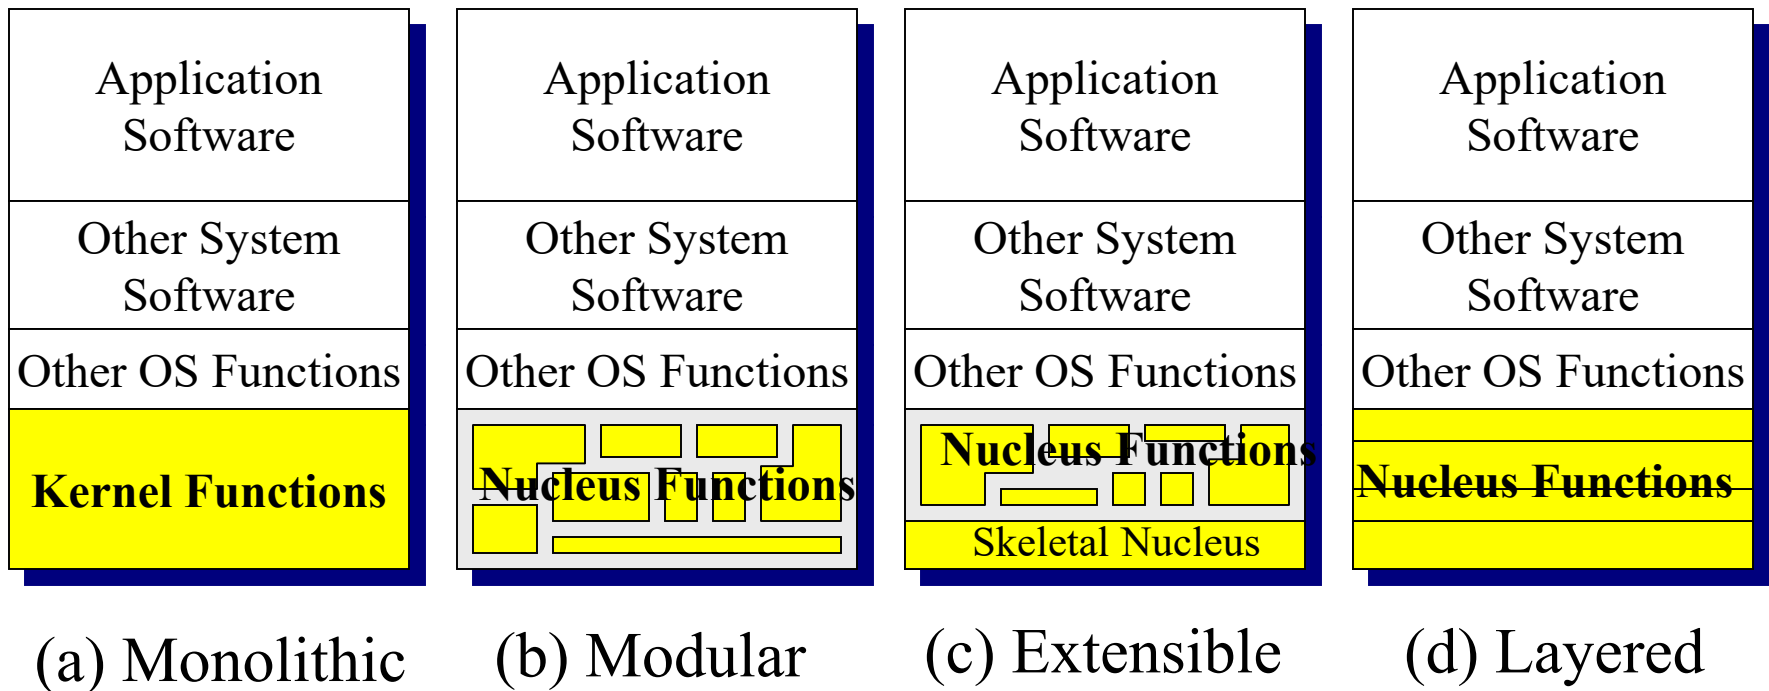 Application
Software
Other System
Software
Other OS Functions
Kernel Functions
(a) Monolithic
Application
Software
Other System
Software
Other OS Functions
Nucleus Functions
(b) Modular
Application
Software
Other System
Software
Other OS Functions
Nucleus Functions
Skeletal Nucleus
(c) Extensible
Application
Software
Other System
Software
Other OS Functions
Nucleus Functions
(d) Layered